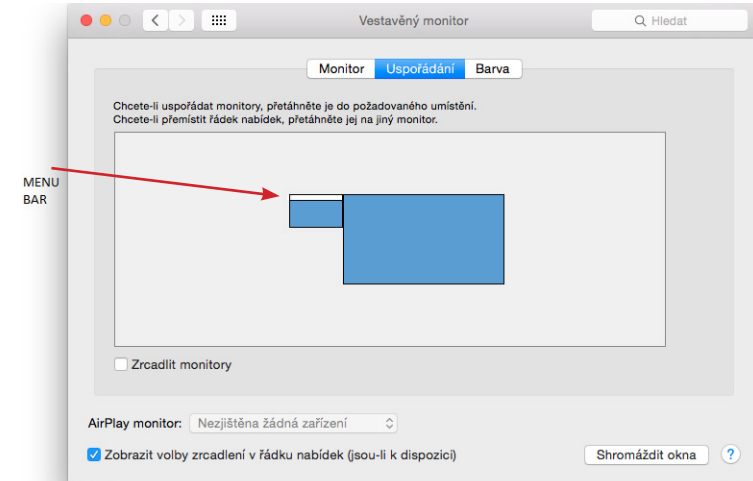 Vestavěný monitor
Hledat
Monitor Uspořádání Barva
Chcete-li uspořádat monitory, přetáhněte je do požadovaného umístění.
Chcete-li přemístit řádek nabídek, přetáhněte jej na jiný monitor.
MENU
BAR
Zrcadlit monitory
AirPlay monitor: Nezjištěna žádná zařízení
Zobrazit volby zrcadlení v řádku nabídek (jsou-li k dispozici)
Shromáždit okna ?